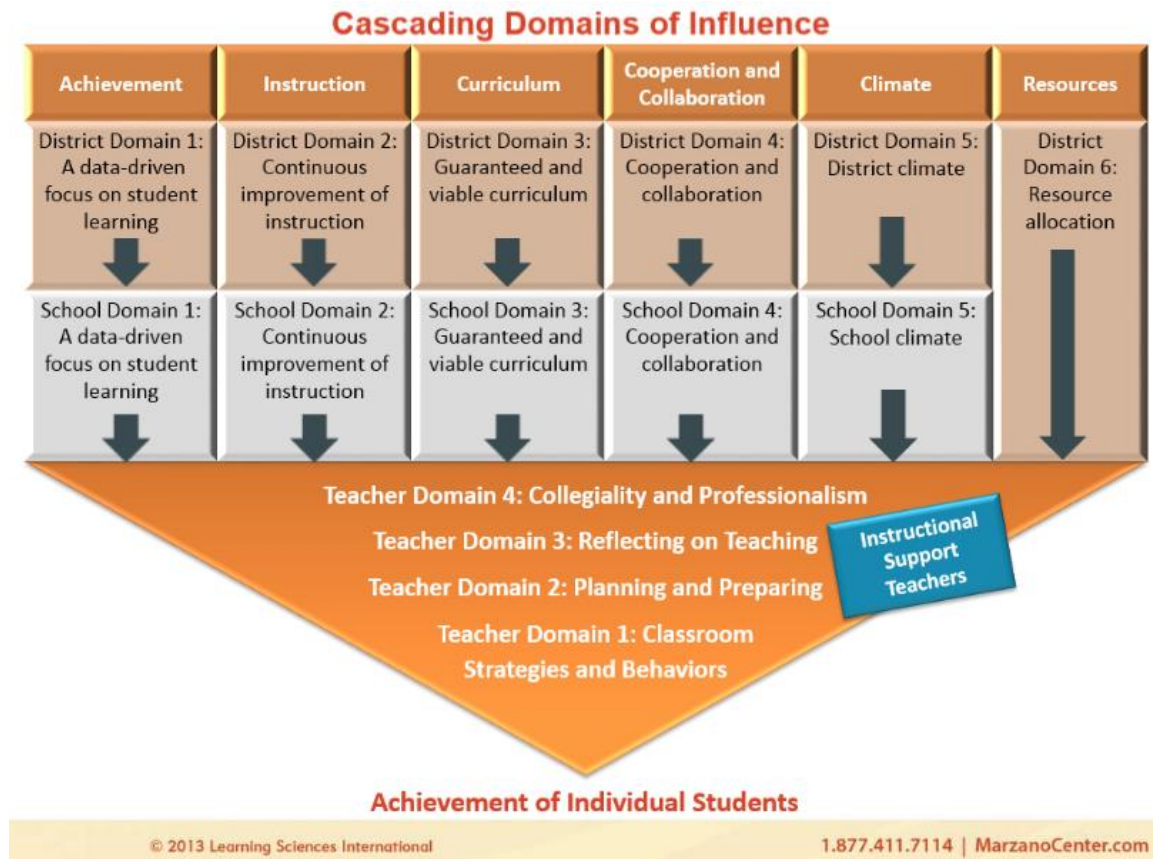 Cascading Domains of Influence
Achievement
Instruction
Curriculum
Cooperation and
Collaboration
Climate
Resources
District Domain 1:
A data-driven
focus on student
learning
District Domain 2:
Continuous
improvement of
instruction
District Domain 3:
Guaranteed and
viable curriculum
District Domain 4:
Cooperation and
collaboration
District Domain 5:
District climate
District
Domain 6:
Resource
allocation
School Domain 1:
A data-driven
focus on student
learning
School Domain 2:
Continuous
improvement of
instruction
School Domain 3:
Guaranteed and
viable curriculum
School Domain 4:
Cooperation and
collaboration
School Domain 5:
School climate
Teacher Domain 4: Collegiality and Professionalism
Teacher Domain 3: Reflecting on Teaching
Teacher Domain 2: Planning and Preparing
Teacher Domain 1: Classroom
Strategies and Behaviors
Instructional
Support
Teachers
Achievement of Individual Students
© 2013 Learning Sciences International
1.877.411.7114 | MarzanoCenter.com